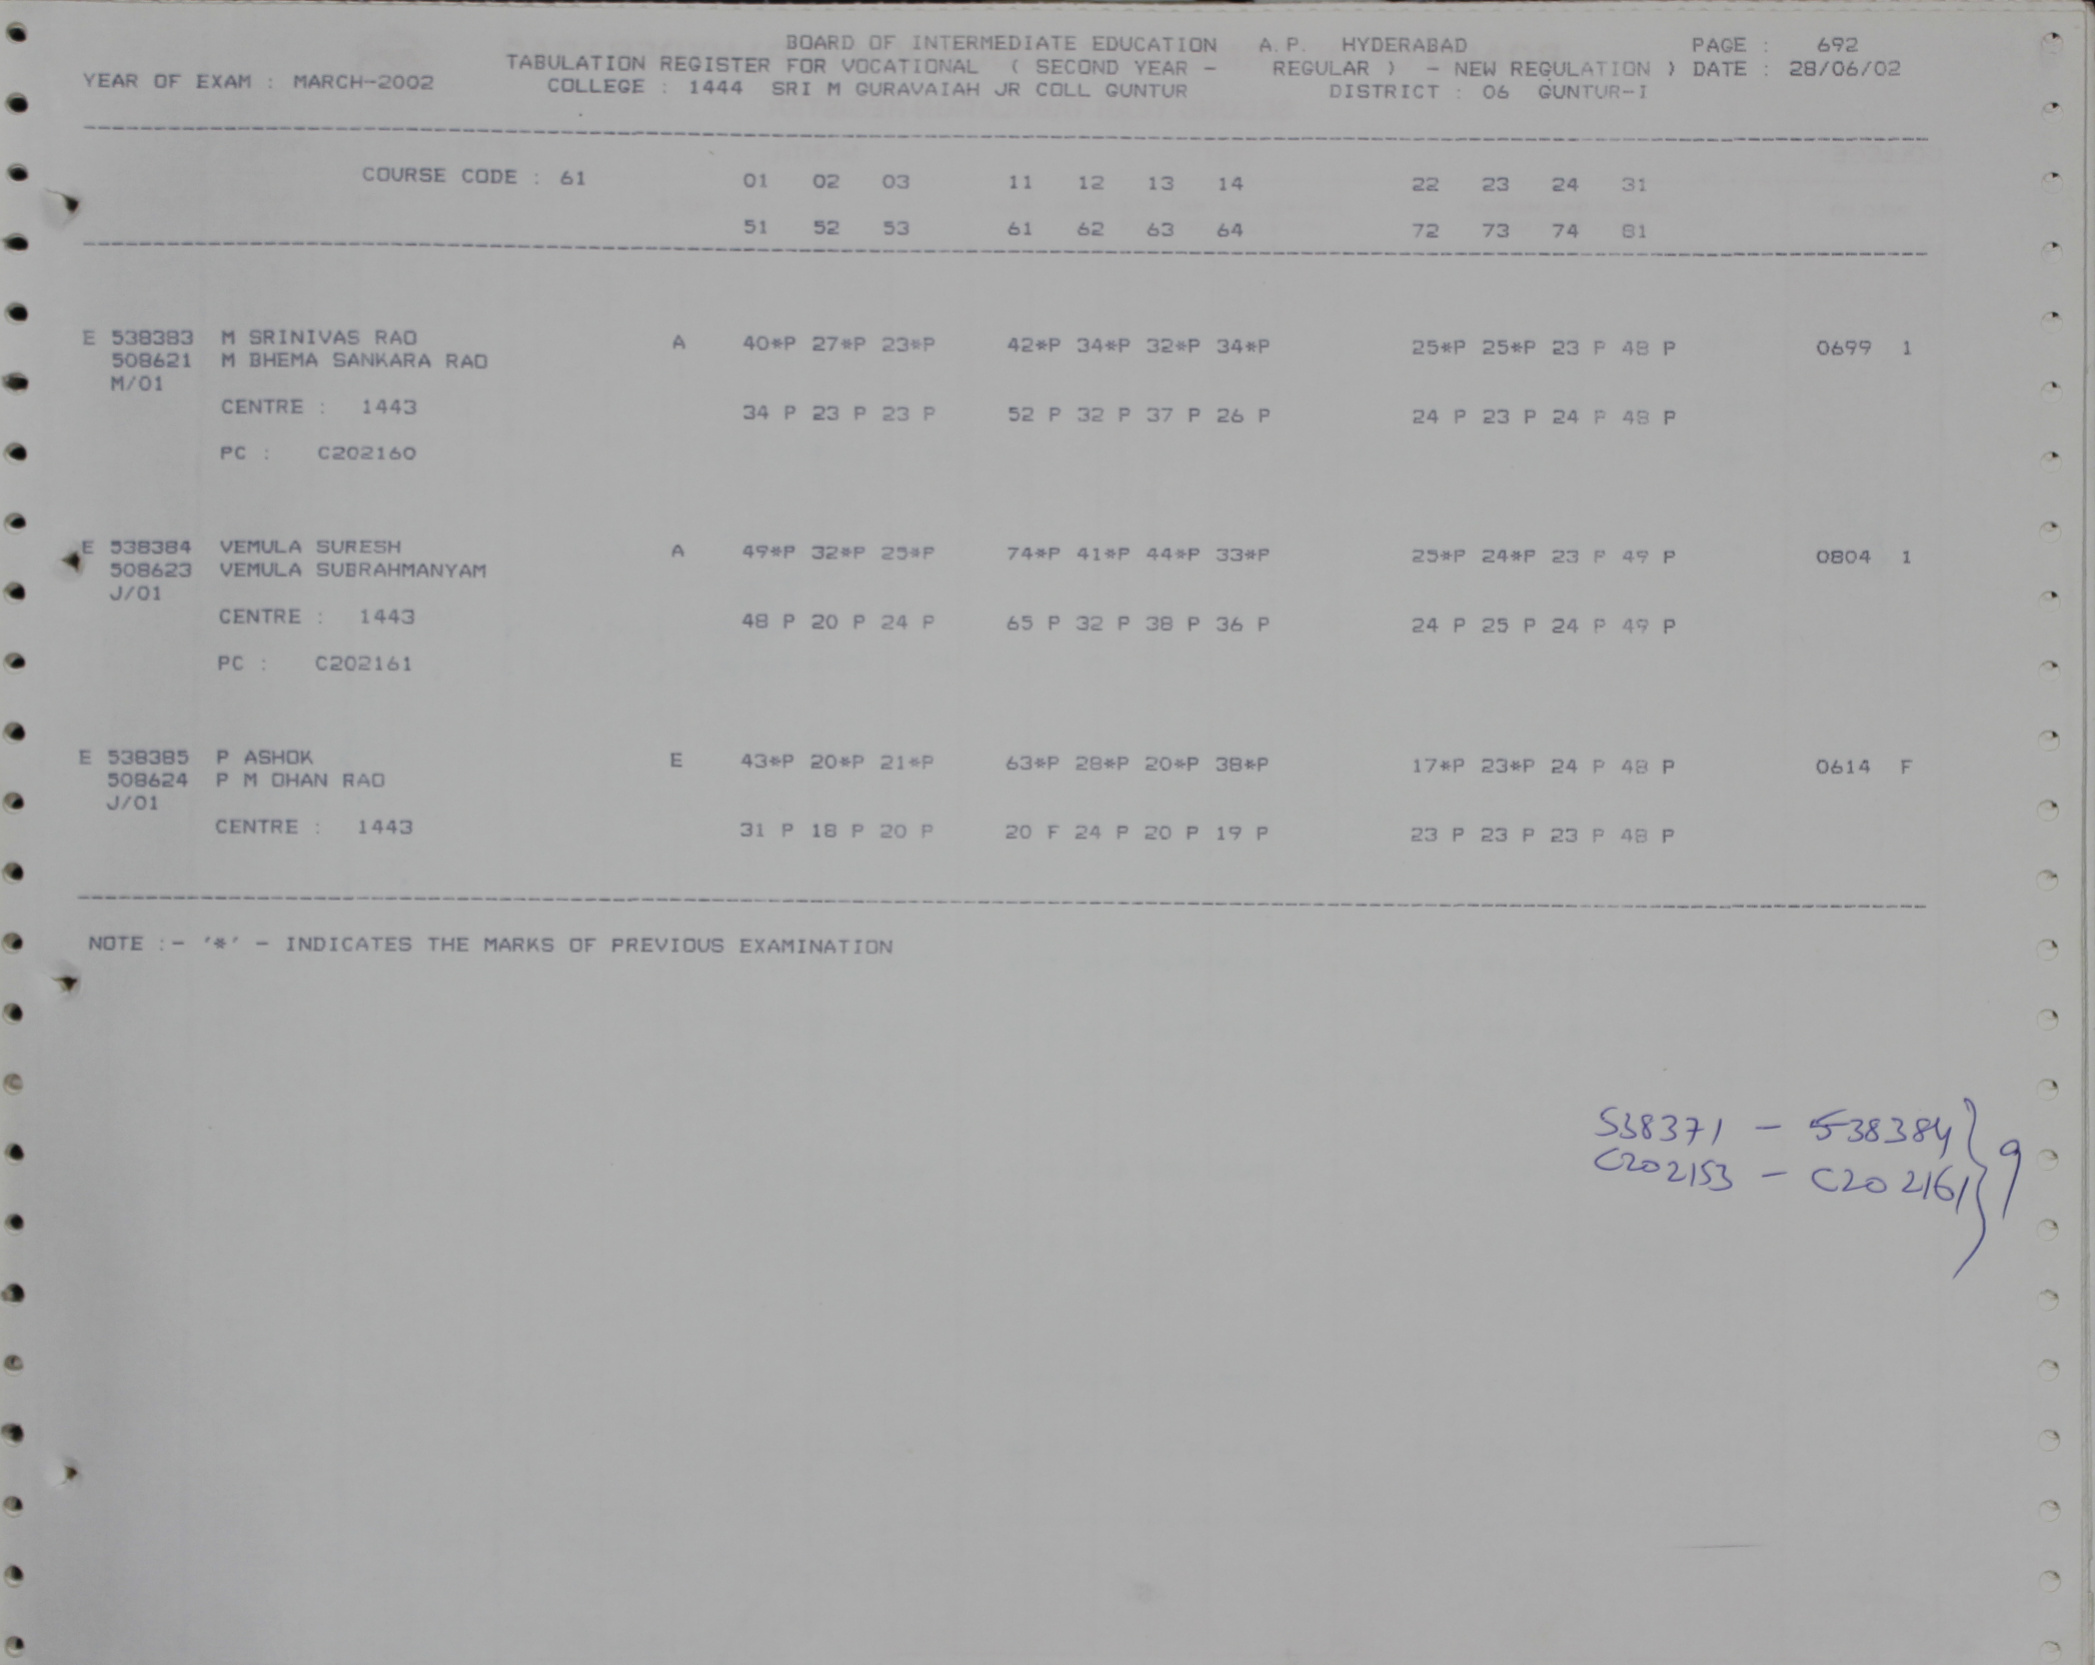 BOARD OF INTERMEDIATE EDUCATION A.P. HYDERABAD PAGE : 692
TABULATION REGISTER FOR VOCATIONAL ( SECOND YEAR - REGULAR ) - NEW REGULATION ) DATE : 28/06/02
YEAR OF EXAM : MARCH-2002 COLLEGE : 1444 SRI M GURAVAIAH JR COLL GUNTUR DISTRICT : 06 GUNTUR-I
COURSE CODE : 61 01 02 03 11 12 13 14 22 23 24 31
51 52 53 61 62 63 64 72 73 74 81
E 538383 M SRINIVAS RAO A 40*P 27*P 23*P 42*P 34*P 32*P 34*P 25*P 25*P 23 P 48 P 0699 1
508621 M BHEMA SANKARA RAO
M/01
CENTRE : 1443 34 P 23 P 23 P 52 P 32 P 37 P 26 P 24 P 23 P 24 P 48 P
PC : C202160
E 538384 VEMULA SURESH A 49*P 32*P 25*P 74*P 41*P 44*P 33*P 25*P 24*P 23 P 49 P 0804 1
508623 VEMULA SUBRAHMANYAM
J/01
CENTRE : 1443 48 P 20 P 24 P 65 P 32 P 38 P 36 P 24 P 25 P 24 P 49 P
PC : C202161
E 538385 P ASHOK E 43*P 20*P 21*P 63*P 28*P 20*P 38*P 17*P 23*P 24 P 48 P 0614 F
508624 P M OHAN RAO
J/01
CENTRE : 1443 31 P 18 P 20 P 20 F 24 P 20 P 19 P 23 P 23 P 23 P 48 P
NOTE :- '*' - INDICATES THE MARKS OF PREVIOUS EXAMINATION
538371 - 538384 } 9
C202153 - C202161